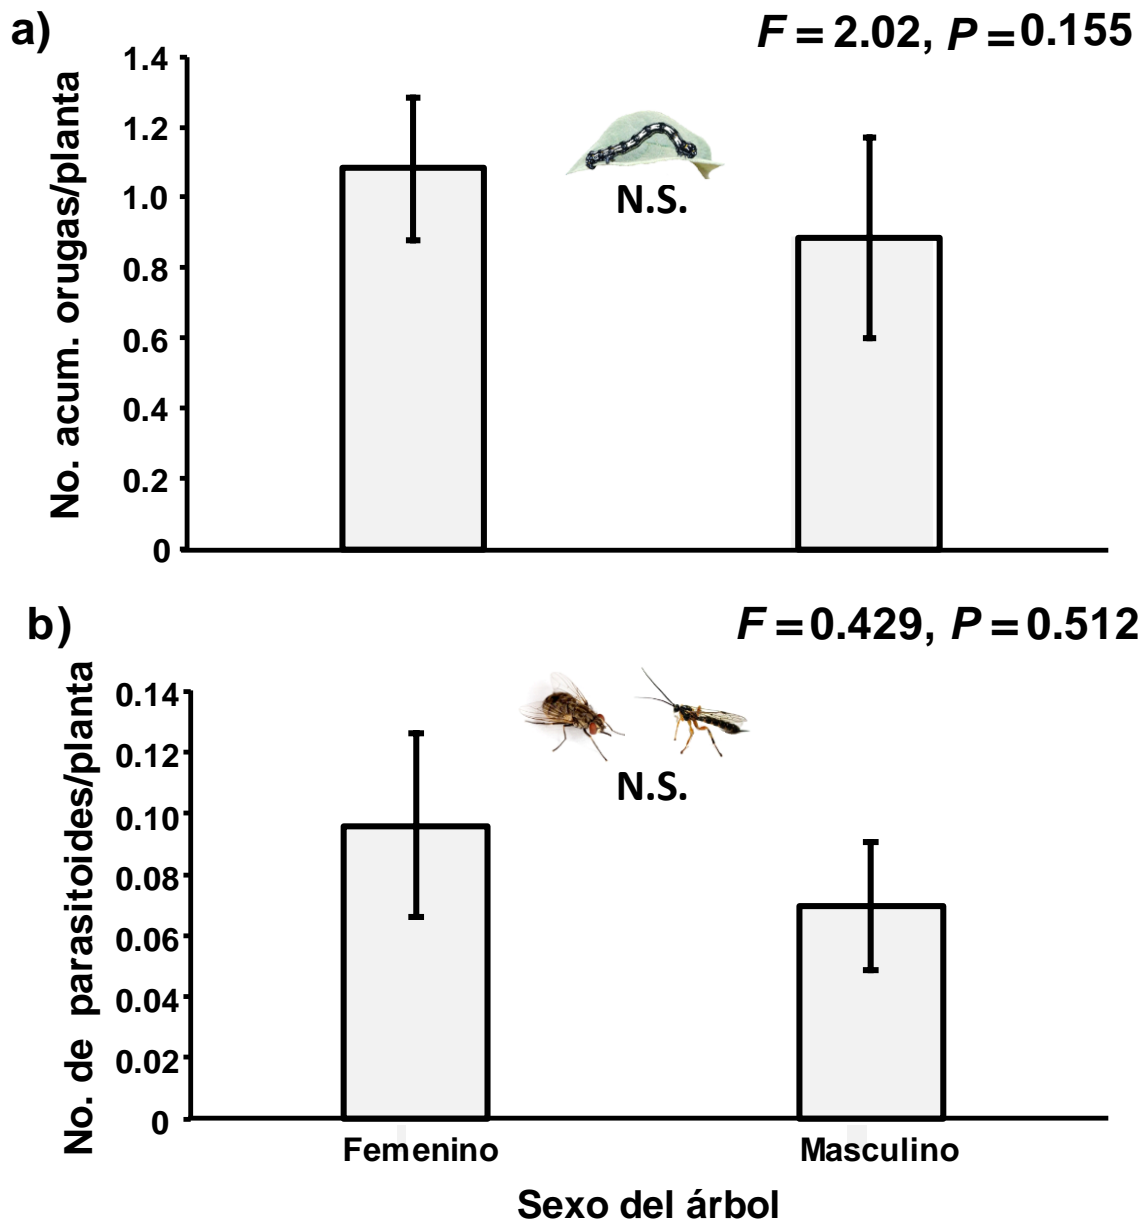 a)
F = 2.02, P = 0.155
No. acum. orugas/planta
1.4
1.2
1.0
0.8
0.6
0.4
0.2
0
N.S.
b)
F = 0.429, P = 0.512
No. de parasitoides/planta
0.14
0.12
0.10
0.08
0.06
0.04
0.02
0
N.S.
Femenino
Masculino
Sexo del árbol